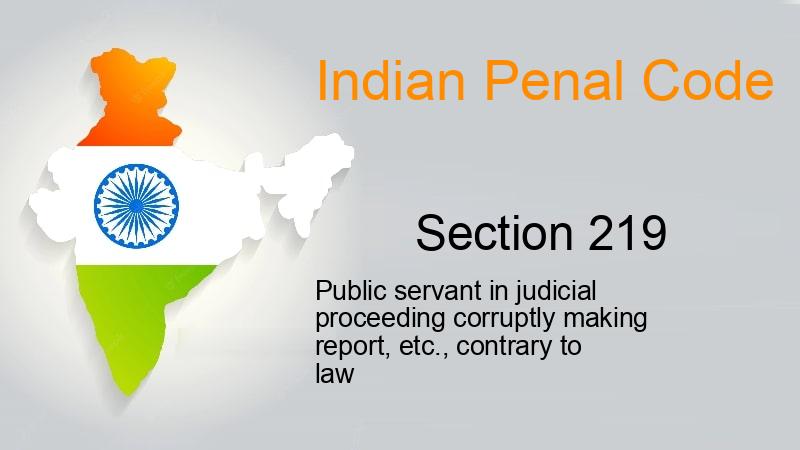 Indian Penal Code
Section 219
Public servant in judicial
proceeding corruptly making
report, etc., contrary to
law